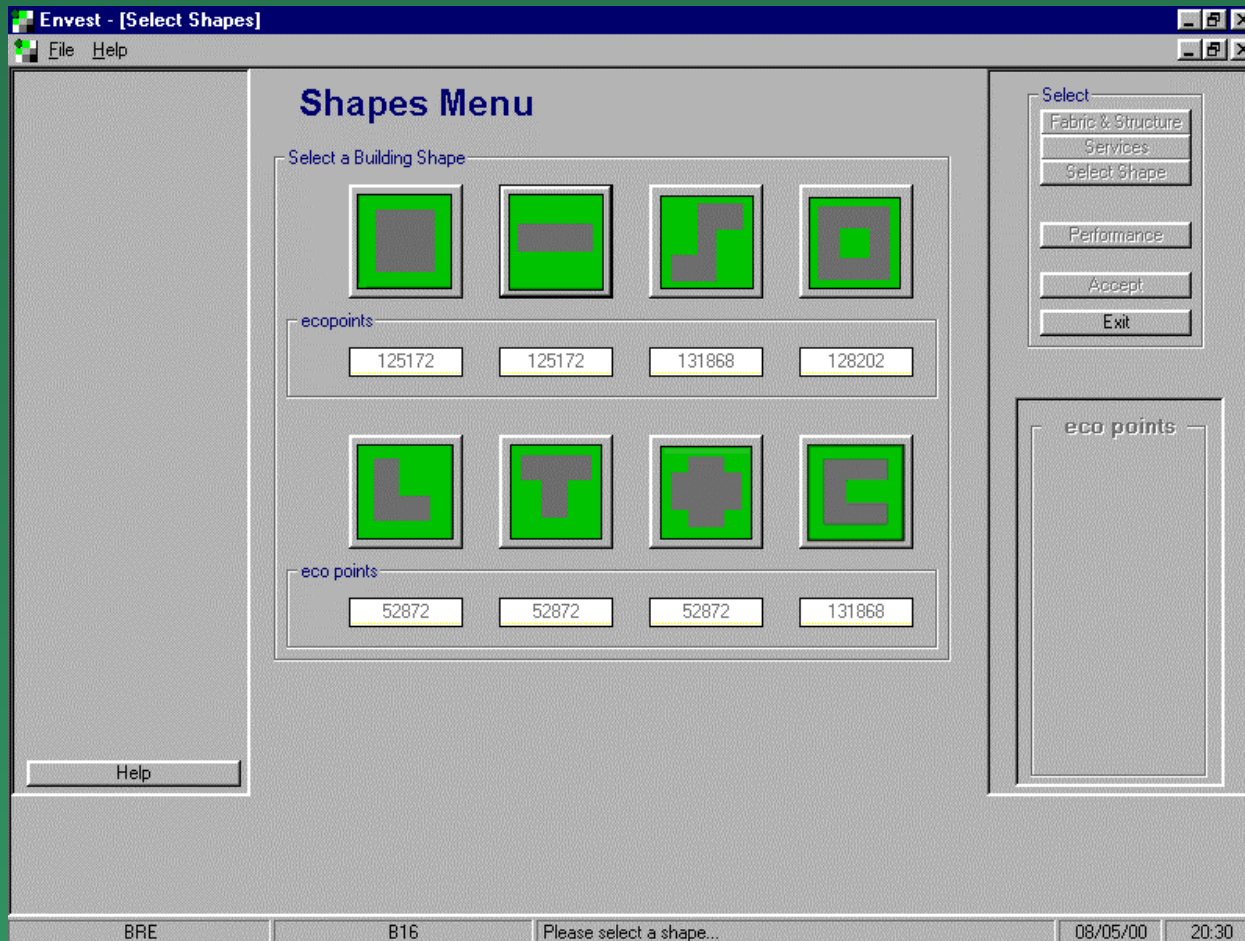 Envest - [Select Shapes]
File Help
Shapes Menu
Select a Building Shape
ecopoints
125172 125172 131868 128202
eco points
52872 52872 52872 131868
Help
Select
Fabric & Structure
Services
Select Shape
Performance
Accept
Exit
eco points
BRE B16 Please select a shape... 08/05/00 20:30